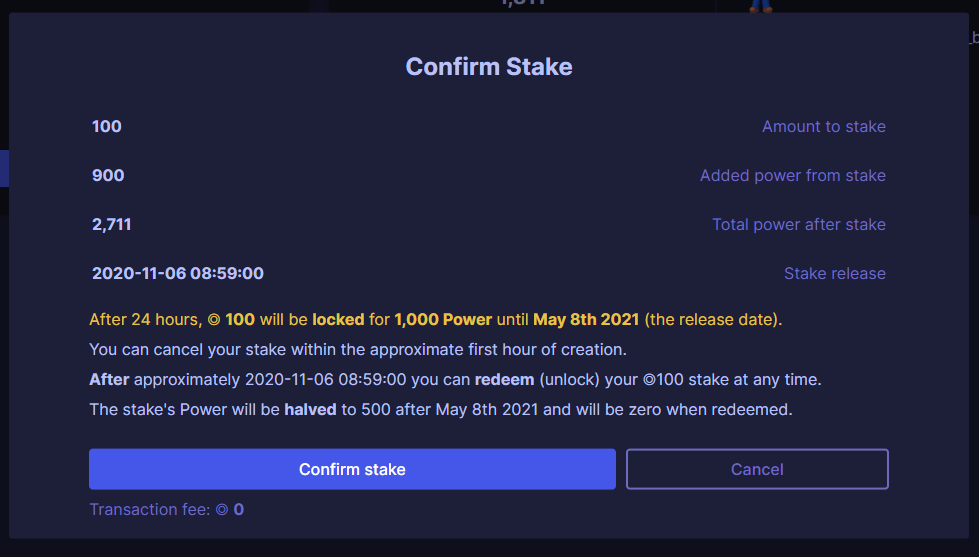 Confirm Stake
100 Amount to stake
900 Added power from stake
2,711 Total power after stake
2020-11-06 08:59:00 Stake release
After 24 hours, ◎ 100 will be locked for 1,000 Power until May 8th 2021 (the release date).
You can cancel your stake within the approximate first hour of creation.
After approximately 2020-11-06 08:59:00 you can redeem (unlock) your ◎100 stake at any time.
The stake's Power will be halved to 500 after May 8th 2021 and will be zero when redeemed.
Confirm stake Cancel
Transaction fee: ◎ 0